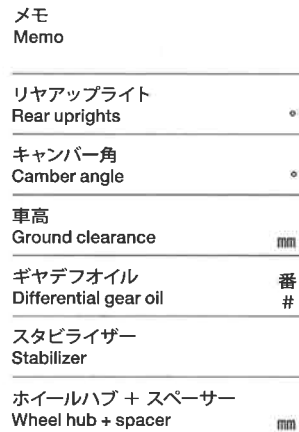 メモ
Memo
リヤアップライト
Rear uprights °
キャンバー角
Camber angle °
車高
Ground clearance mm
ギヤデフオイル 番
Differential gear oil #
スタビライザー
Stabilizer
ホイールハブ + スペーサー
Wheel hub + spacer mm